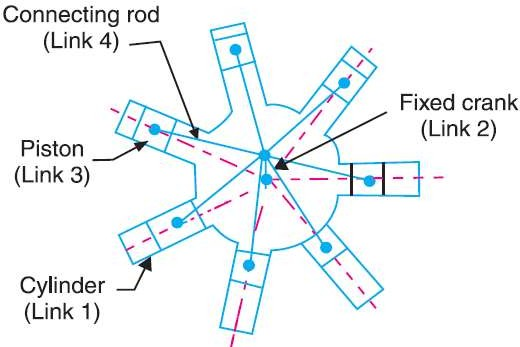 Connecting rod
(Link 4)
Fixed crank
(Link 2)
Piston
(Link 3)
Cylinder
(Link 1)